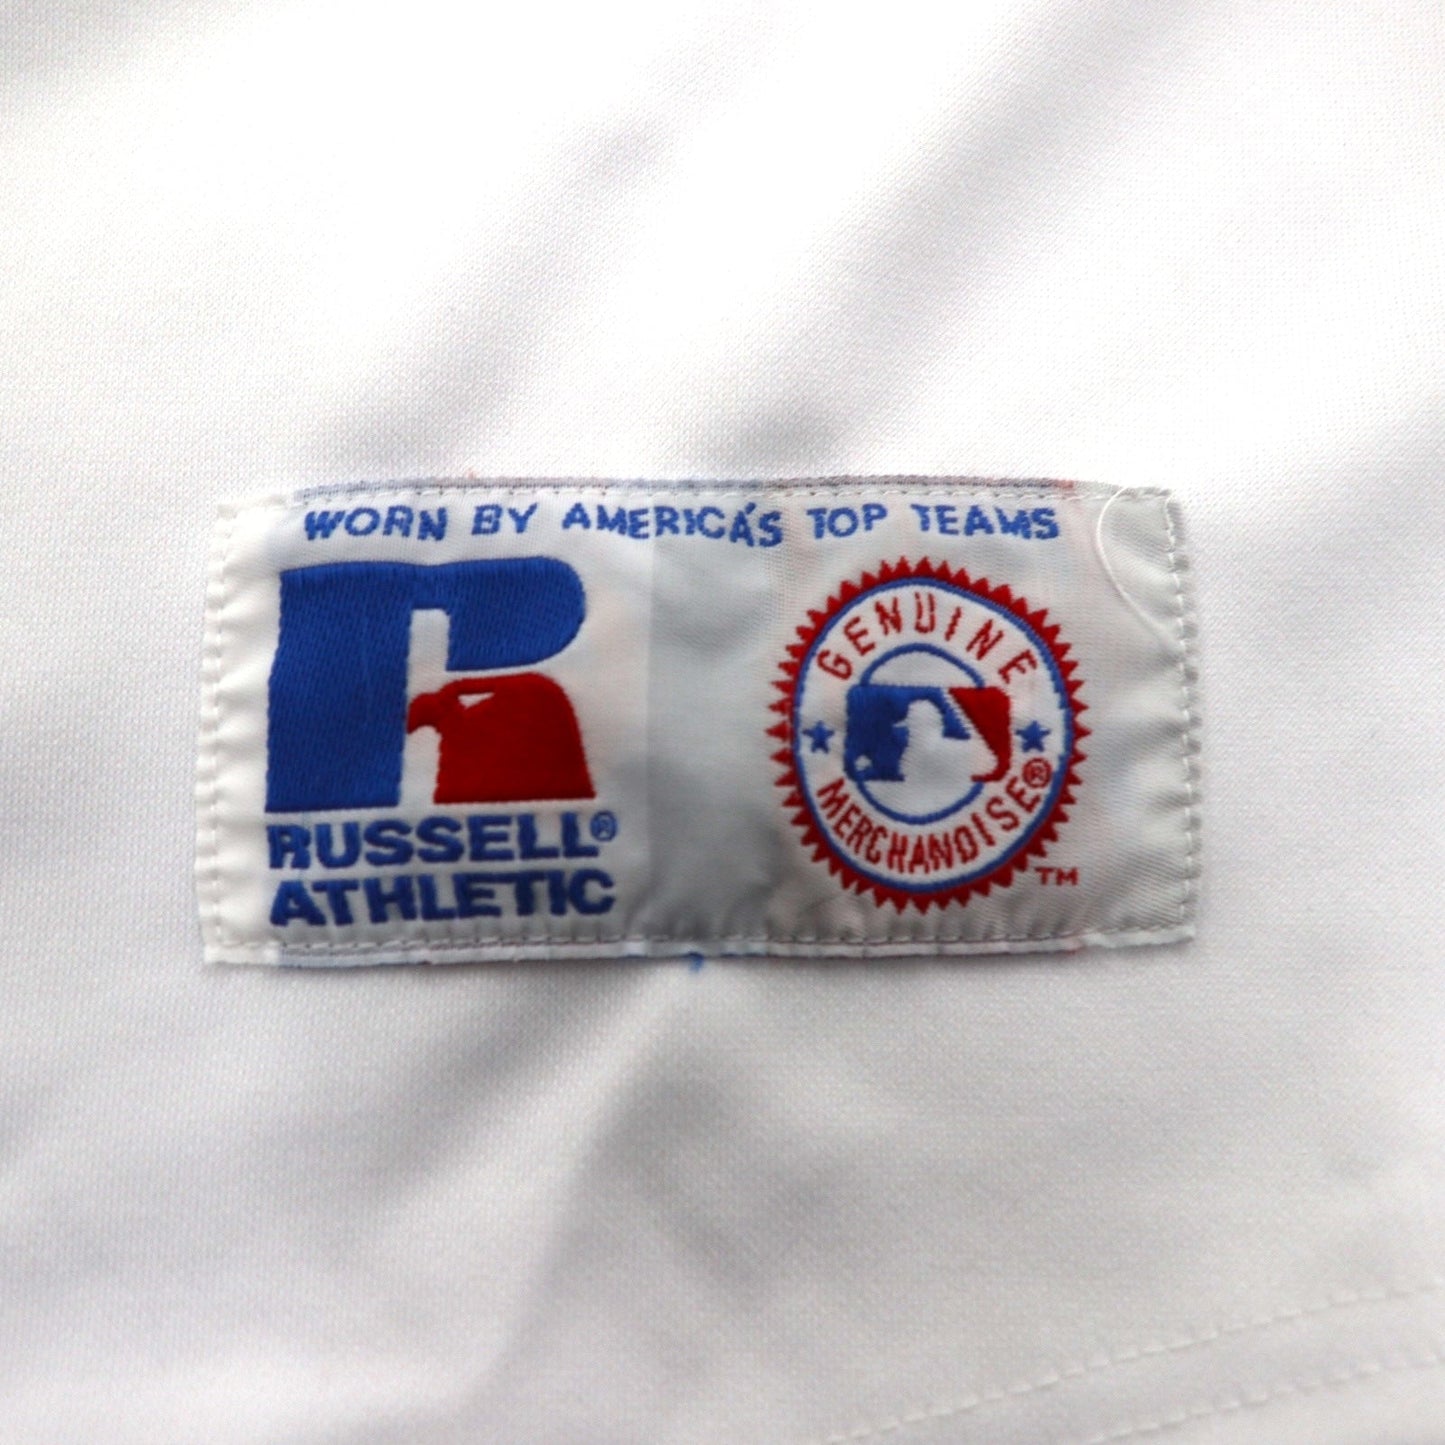 WORN BY AMERICA'S TOP TEAMS
RUSSELL®
ATHLETIC
GENUINE
MERCHANDISE®
TM